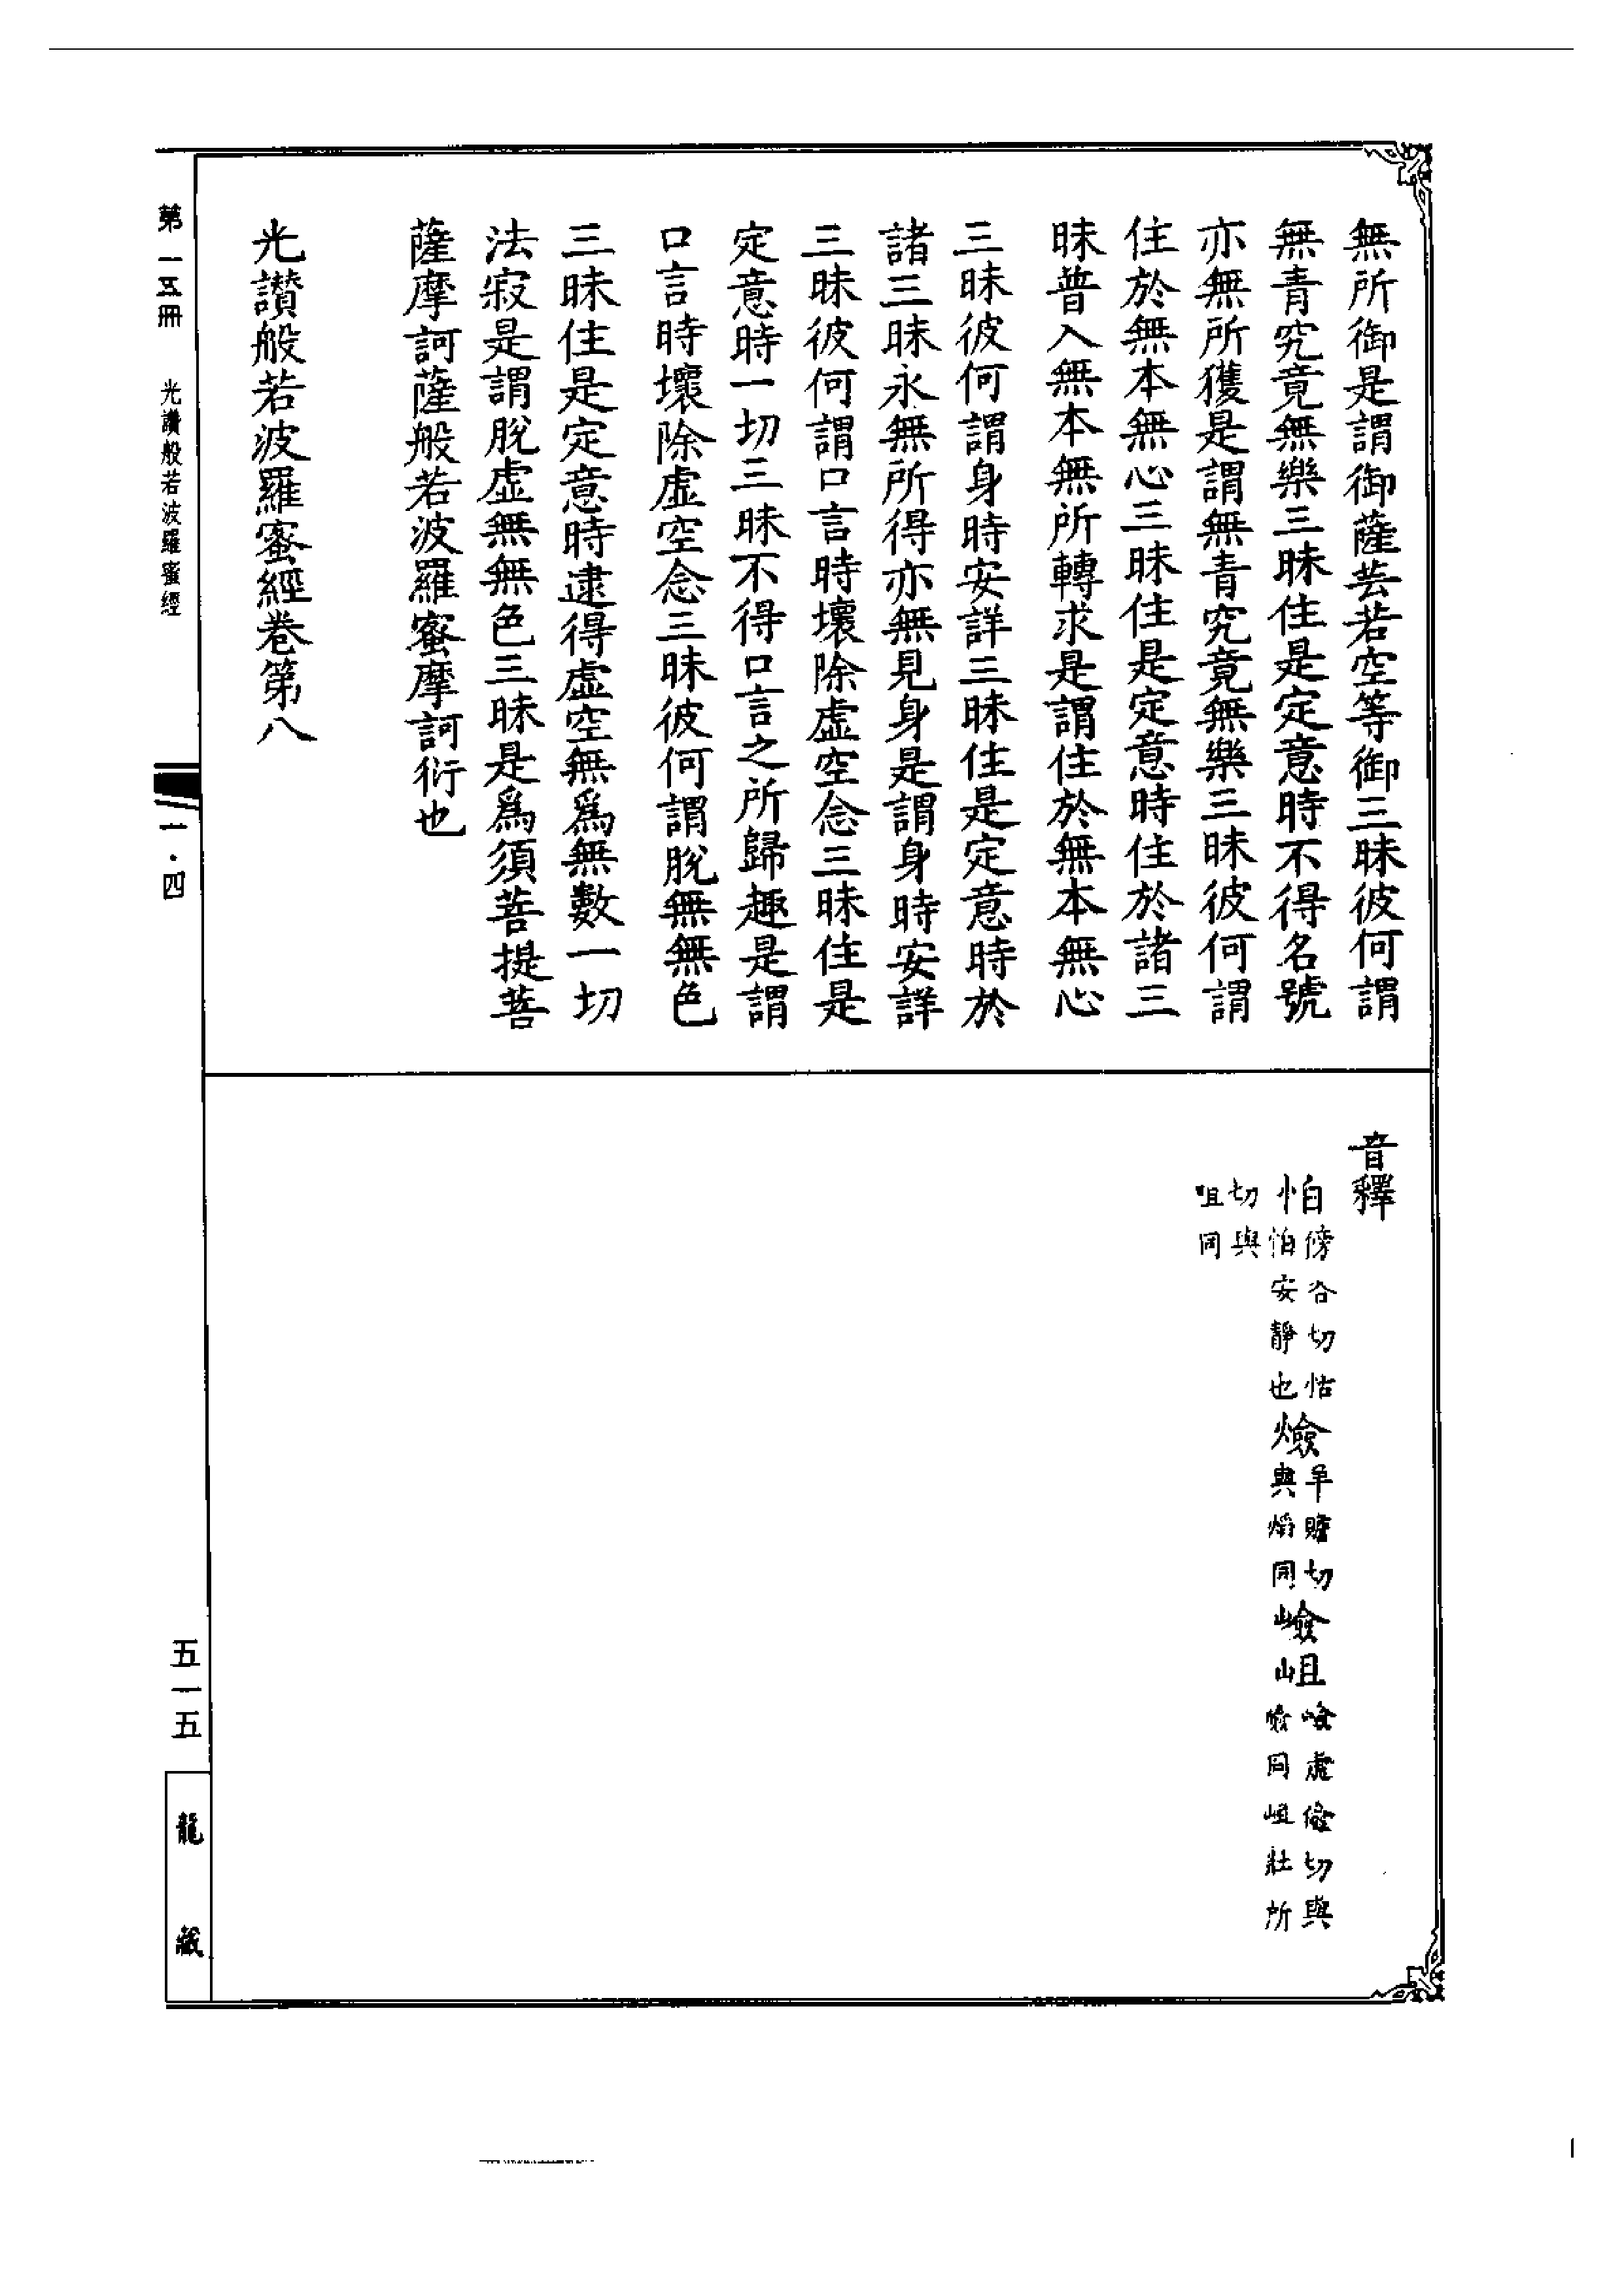 無所御是謂御薩芸若空等御三昧彼何謂
無青究竟無樂三昧住是定意時不得名號
亦無所獲是謂無青究竟無樂三昧彼何謂
住於無本無心三昧住是定意時住於諸三
昧普入無本無所轉求是謂住於無本無心
三昧彼何謂身時安詳三昧住是定意時於
諸三昧永無所得亦無見身是謂身時安詳
三昧彼何謂口言時壞除虛空念三昧住是
定意時一切三昧不得口言之所歸趣是謂
口言時壞除虛空念三昧彼何謂脫無無色
三昧住是定意時逮得虛空無為無數一切
法寂是謂脫虛無無色三昧是為須菩提菩
薩摩訶薩般若波羅蜜摩訶衍也
光讚般若波羅蜜經卷第八
音釋
怕
傍各切怙
怕安靜也
焰
羊贍切
與爓同
嶮岨
嶮虛儉切與
險同岨壯所
切與
咀同
第一五冊
光讚般若波羅蜜經
一·四
五一五
龍藏